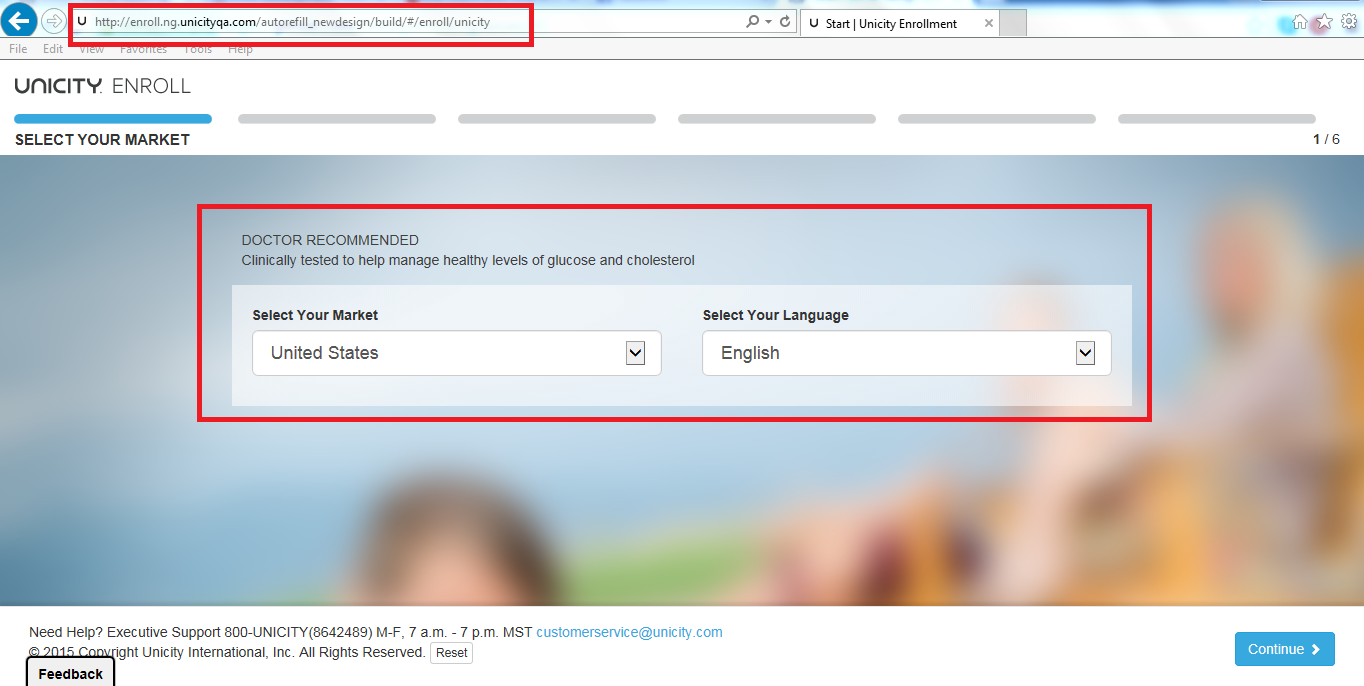 http://enroll.ng.unicityqa.com/autorefill_newdesign/build/#/enroll/unicity
U Start | Unicity Enrollment
File Edit View Favorites Tools Help
UNICITY. ENROLL
SELECT YOUR MARKET
1 / 6
DOCTOR RECOMMENDED
Clinically tested to help manage healthy levels of glucose and cholesterol
Select Your Market
Select Your Language
United States
English
Need Help? Executive Support 800-UNICITY(8642489) M-F, 7 a.m. - 7 p.m. MST customerservice@unicity.com
© 2015 Copyright Unicity International, Inc. All Rights Reserved. Reset
Continue
Feedback